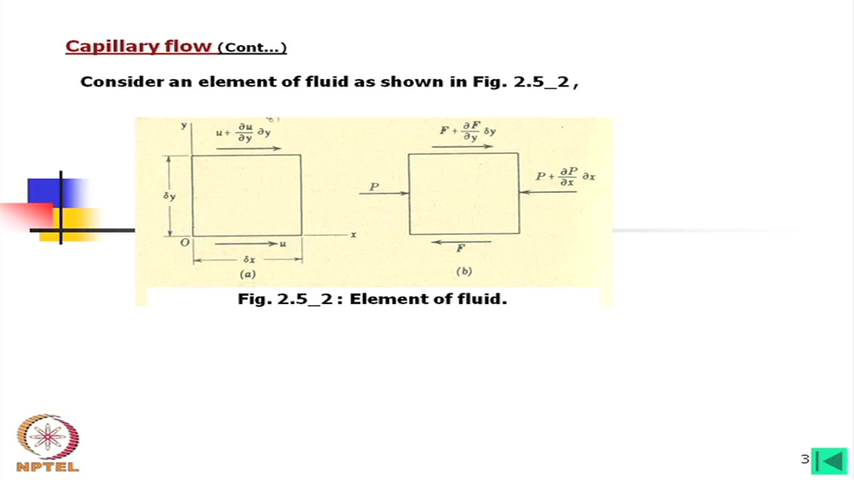 Capillary flow (Cont...)
Consider an element of fluid as shown in Fig. 2.5_2,
y
u + ∂u/∂y ∂y
F + ∂F/∂y δy
δy
P
P + ∂P/∂x ∂x
O
u
x
F
δx
(a)
(b)
Fig. 2.5_2 : Element of fluid.
NPTEL
3